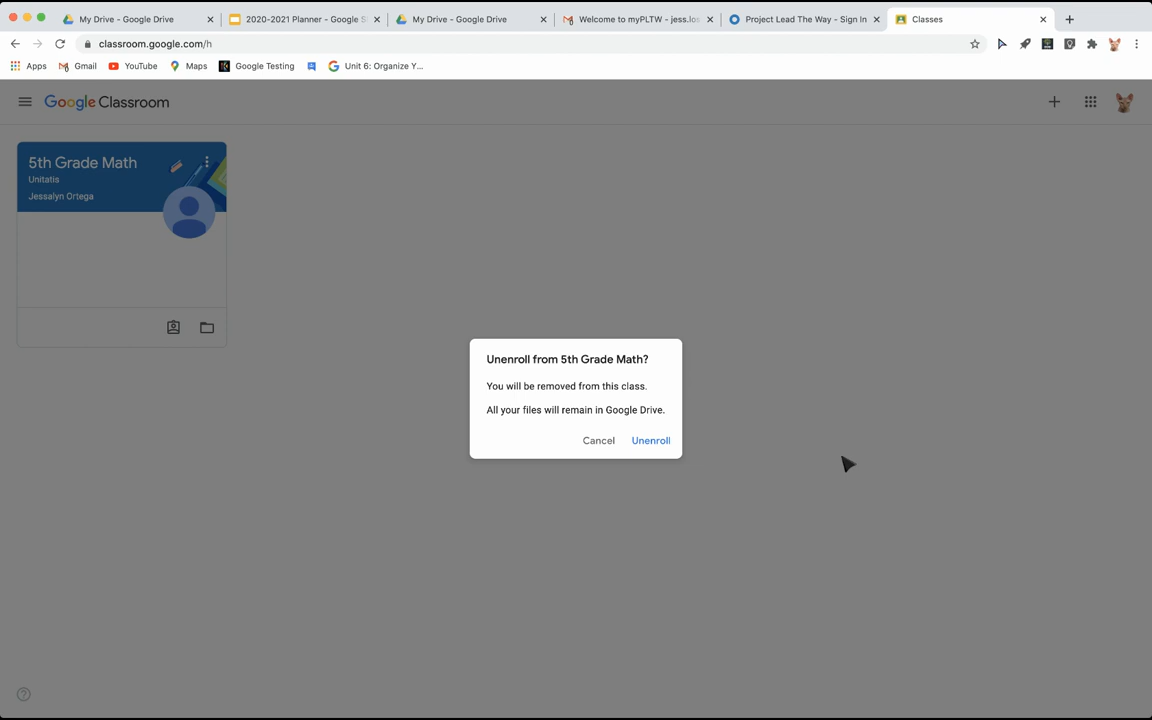 My Drive - Google Drive
2020-2021 Planner - Google S
My Drive - Google Drive
Welcome to myPLTW - jess.los
Project Lead The Way - Sign In
Classes
classroom.google.com/h
Apps
Gmail
YouTube
Maps
Google Testing
Unit 6: Organize Y...
Google Classroom
5th Grade Math
Unitatis
Jessalyn Ortega
Unenroll from 5th Grade Math?
You will be removed from this class.
All your files will remain in Google Drive.
Cancel Unenroll